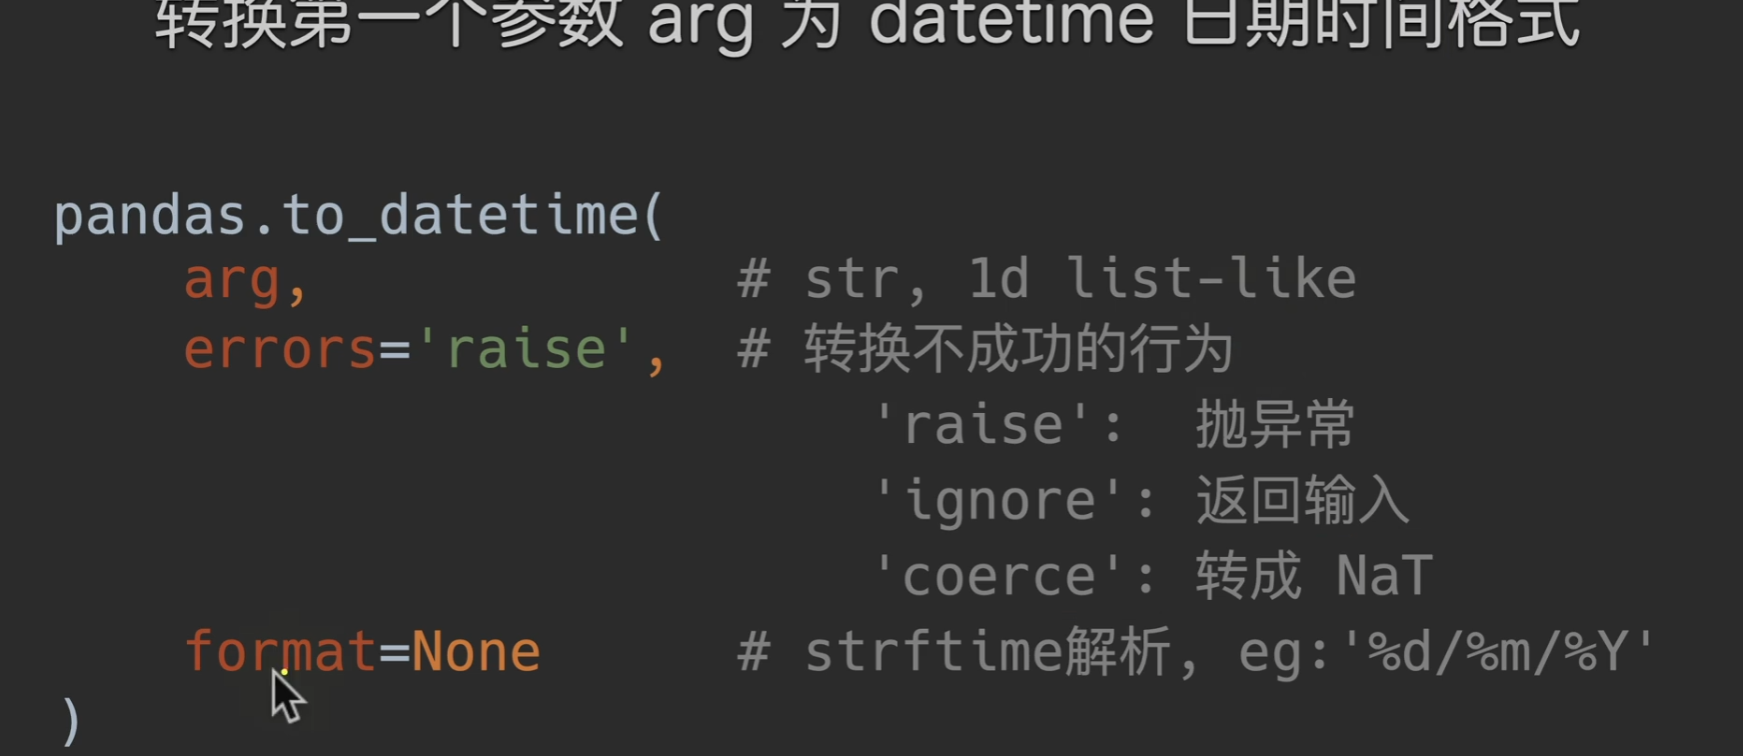 转换第一个参数 arg 为 datetime 日期时间格式
pandas.to_datetime(
arg, # str, 1d list-like
errors='raise', # 转换不成功的行为
'raise': 抛异常
'ignore': 返回输入
'coerce': 转成 NaT
format=None # strftime解析, eg:'%d/%m/%Y'
)